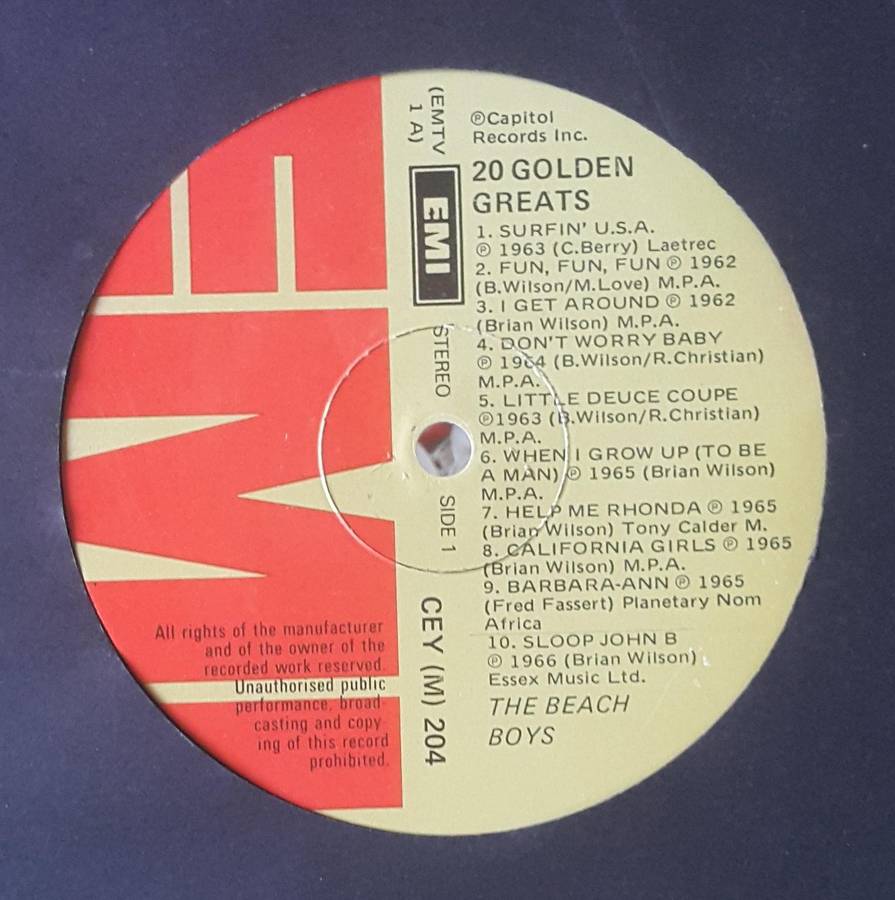 (EMTV
1 A)
EMI
STEREO
SIDE 1
CEY (M) 204
℗Capitol
Records Inc.
20 GOLDEN
GREATS
1. SURFIN' U.S.A.
℗ 1963 (C.Berry) Laetrec
2. FUN, FUN, FUN ℗ 1962
(B.Wilson/M.Love) M.P.A.
3. I GET AROUND ℗ 1962
(Brian Wilson) M.P.A.
4. DON'T WORRY BABY
℗ 1964 (B.Wilson/R.Christian)
M.P.A.
5. LITTLE DEUCE COUPE
℗1963 (B.Wilson/R.Christian)
M.P.A.
6. WHEN I GROW UP (TO BE
A MAN) ℗ 1965 (Brian Wilson)
M.P.A.
7. HELP ME RHONDA ℗ 1965
(Brian Wilson) Tony Calder M.
8. CALIFORNIA GIRLS ℗ 1965
(Brian Wilson) M.P.A.
9. BARBARA-ANN ℗ 1965
(Fred Fassert) Planetary Nom
Africa
10. SLOOP JOHN B
℗ 1966 (Brian Wilson)
Essex Music Ltd.
THE BEACH
BOYS
All rights of the manufacturer
and of the owner of the
recorded work reserved.
Unauthorised public
performance, broad-
casting and copy-
ing of this record
prohibited.